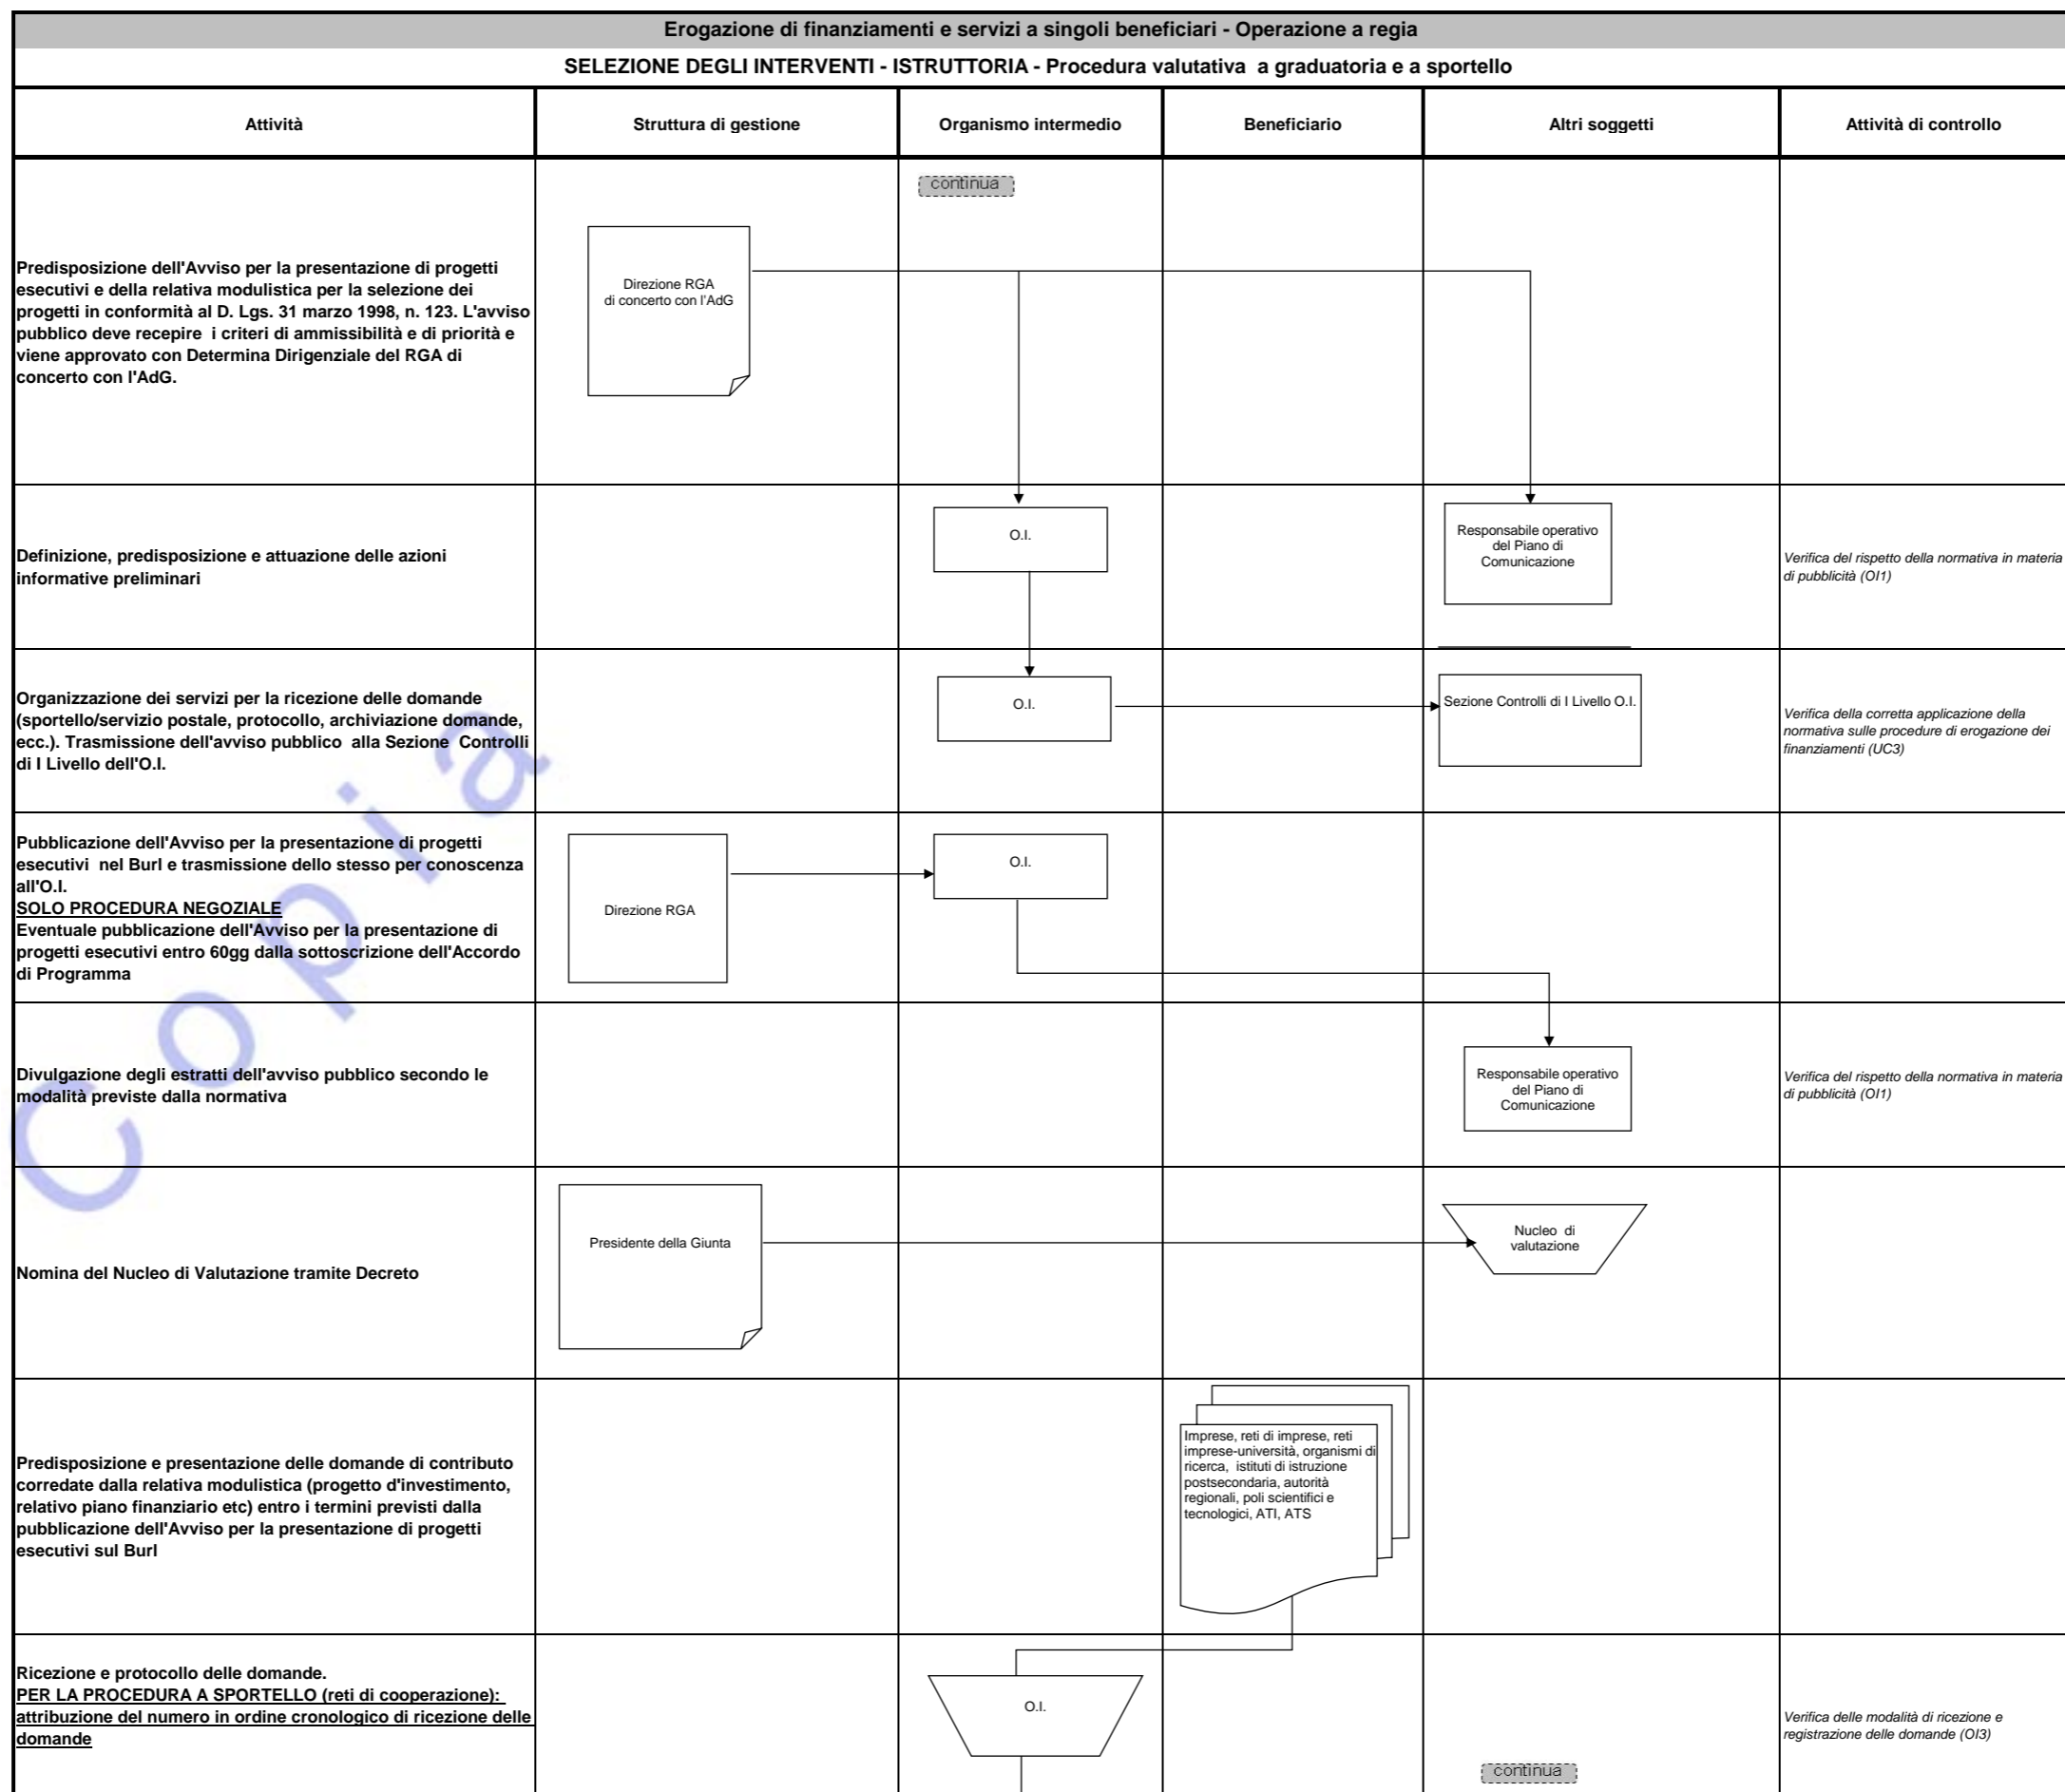 Erogazione di finanziamenti e servizi a singoli beneficiari - Operazione a regia
SELEZIONE DEGLI INTERVENTI - ISTRUTTORIA - Procedura valutativa  a graduatoria e a sportello
Attività
Struttura di gestione
Organismo intermedio
Beneficiario
Altri soggetti
Attività di controllo
continua
Predisposizione dell'Avviso per la presentazione di progetti
esecutivi e della relativa modulistica per la selezione dei
progetti in conformità al D. Lgs. 31 marzo 1998, n. 123. L'avviso
pubblico deve recepire  i criteri di ammissibilità e di priorità e
viene approvato con Determina Dirigenziale del RGA di
concerto con l'AdG.
Direzione RGA
di concerto con l'AdG
Definizione, predisposizione e attuazione delle azioni
informative preliminari
O.I.
Responsabile operativo
del Piano di
Comunicazione
Verifica del rispetto della normativa in materia
di pubblicità (OI1)
Organizzazione dei servizi per la ricezione delle domande
(sportello/servizio postale, protocollo, archiviazione domande,
ecc.). Trasmissione dell'avviso pubblico  alla Sezione  Controlli
di I Livello dell'O.I.
O.I.
Sezione Controlli di I Livello O.I.
Verifica della corretta applicazione della
normativa sulle procedure di erogazione dei
finanziamenti (UC3)
Pubblicazione dell'Avviso per la presentazione di progetti
esecutivi  nel Burl e trasmissione dello stesso per conoscenza
all'O.I.
SOLO PROCEDURA NEGOZIALE
Eventuale pubblicazione dell'Avviso per la presentazione di
progetti esecutivi entro 60gg dalla sottoscrizione dell'Accordo
di Programma
Direzione RGA
O.I.
Divulgazione degli estratti dell'avviso pubblico secondo le
modalità previste dalla normativa
Responsabile operativo
del Piano di
Comunicazione
Verifica del rispetto della normativa in materia
di pubblicità (OI1)
Nomina del Nucleo di Valutazione tramite Decreto
Presidente della Giunta
Nucleo  di
valutazione
Predisposizione e presentazione delle domande di contributo
corredate dalla relativa modulistica (progetto d'investimento,
relativo piano finanziario etc) entro i termini previsti dalla
pubblicazione dell'Avviso per la presentazione di progetti
esecutivi sul Burl
Imprese, reti di imprese, reti
imprese-università, organismi di
ricerca,  istituti di istruzione
postsecondaria, autorità
regionali, poli scientifici e
tecnologici, ATI, ATS
Ricezione e protocollo delle domande.
PER LA PROCEDURA A SPORTELLO (reti di cooperazione):
attribuzione del numero in ordine cronologico di ricezione delle
domande
O.I.
Verifica delle modalità di ricezione e
registrazione delle domande (OI3)
continua
Copia